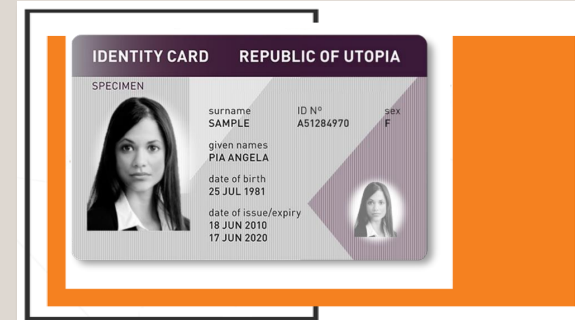 IDENTITY CARD REPUBLIC OF UTOPIA
SPECIMEN
surname ID Nº sex
SAMPLE A51284970 F
given names
PIA ANGELA
date of birth
25 JUL 1981
date of issue/expiry
18 JUN 2010
17 JUN 2020